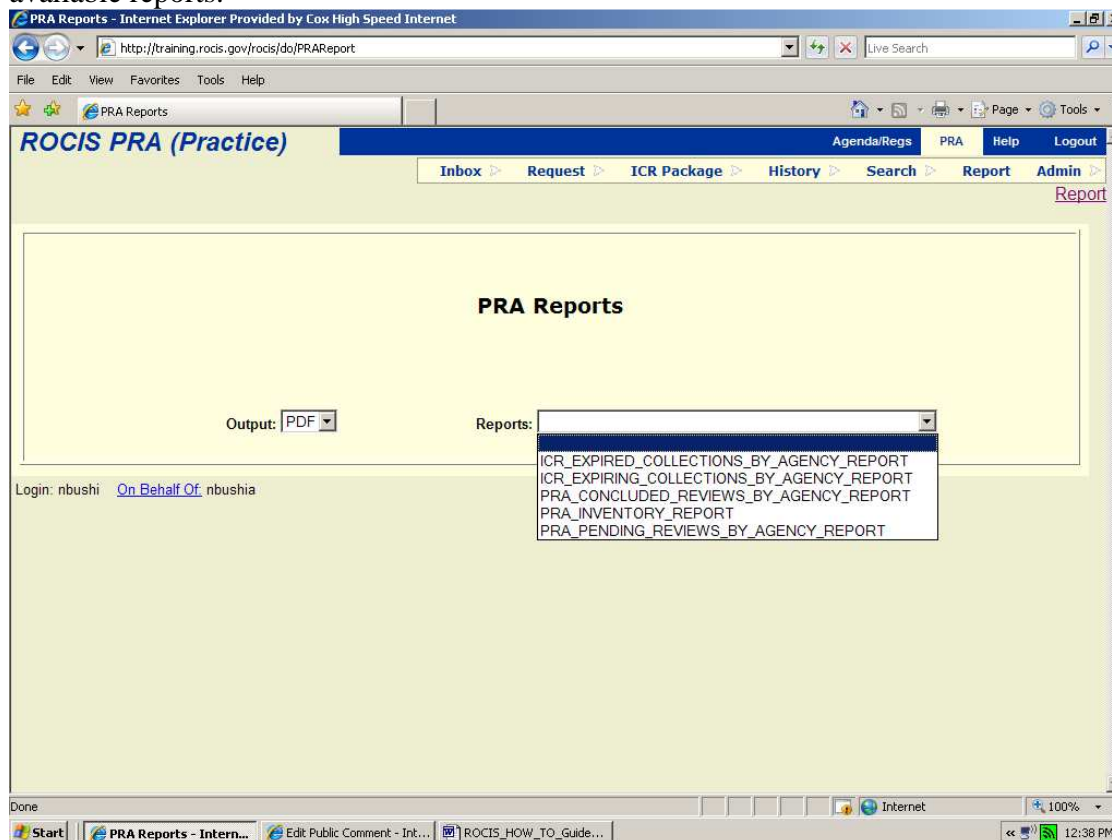 available reports.
PRA Reports - Internet Explorer Provided by Cox High Speed Internet
http://training.rocis.gov/rocis/do/PRAReport
Live Search
File Edit View Favorites Tools Help
PRA Reports
Page Tools
ROCIS PRA (Practice)
Agenda/Regs PRA Help Logout
Inbox Request ICR Package History Search Report Admin
Report
PRA Reports
Output: PDF Reports:
ICR_EXPIRED_COLLECTIONS_BY_AGENCY_REPORT
ICR_EXPIRING_COLLECTIONS_BY_AGENCY_REPORT
PRA_CONCLUDED_REVIEWS_BY_AGENCY_REPORT
PRA_INVENTORY_REPORT
PRA_PENDING_REVIEWS_BY_AGENCY_REPORT
Login: nbushi On Behalf Of: nbushia
Done Internet 100%
Start PRA Reports - Intern... Edit Public Comment - Int... ROCIS_HOW_TO_Guide... « 12:38 PM